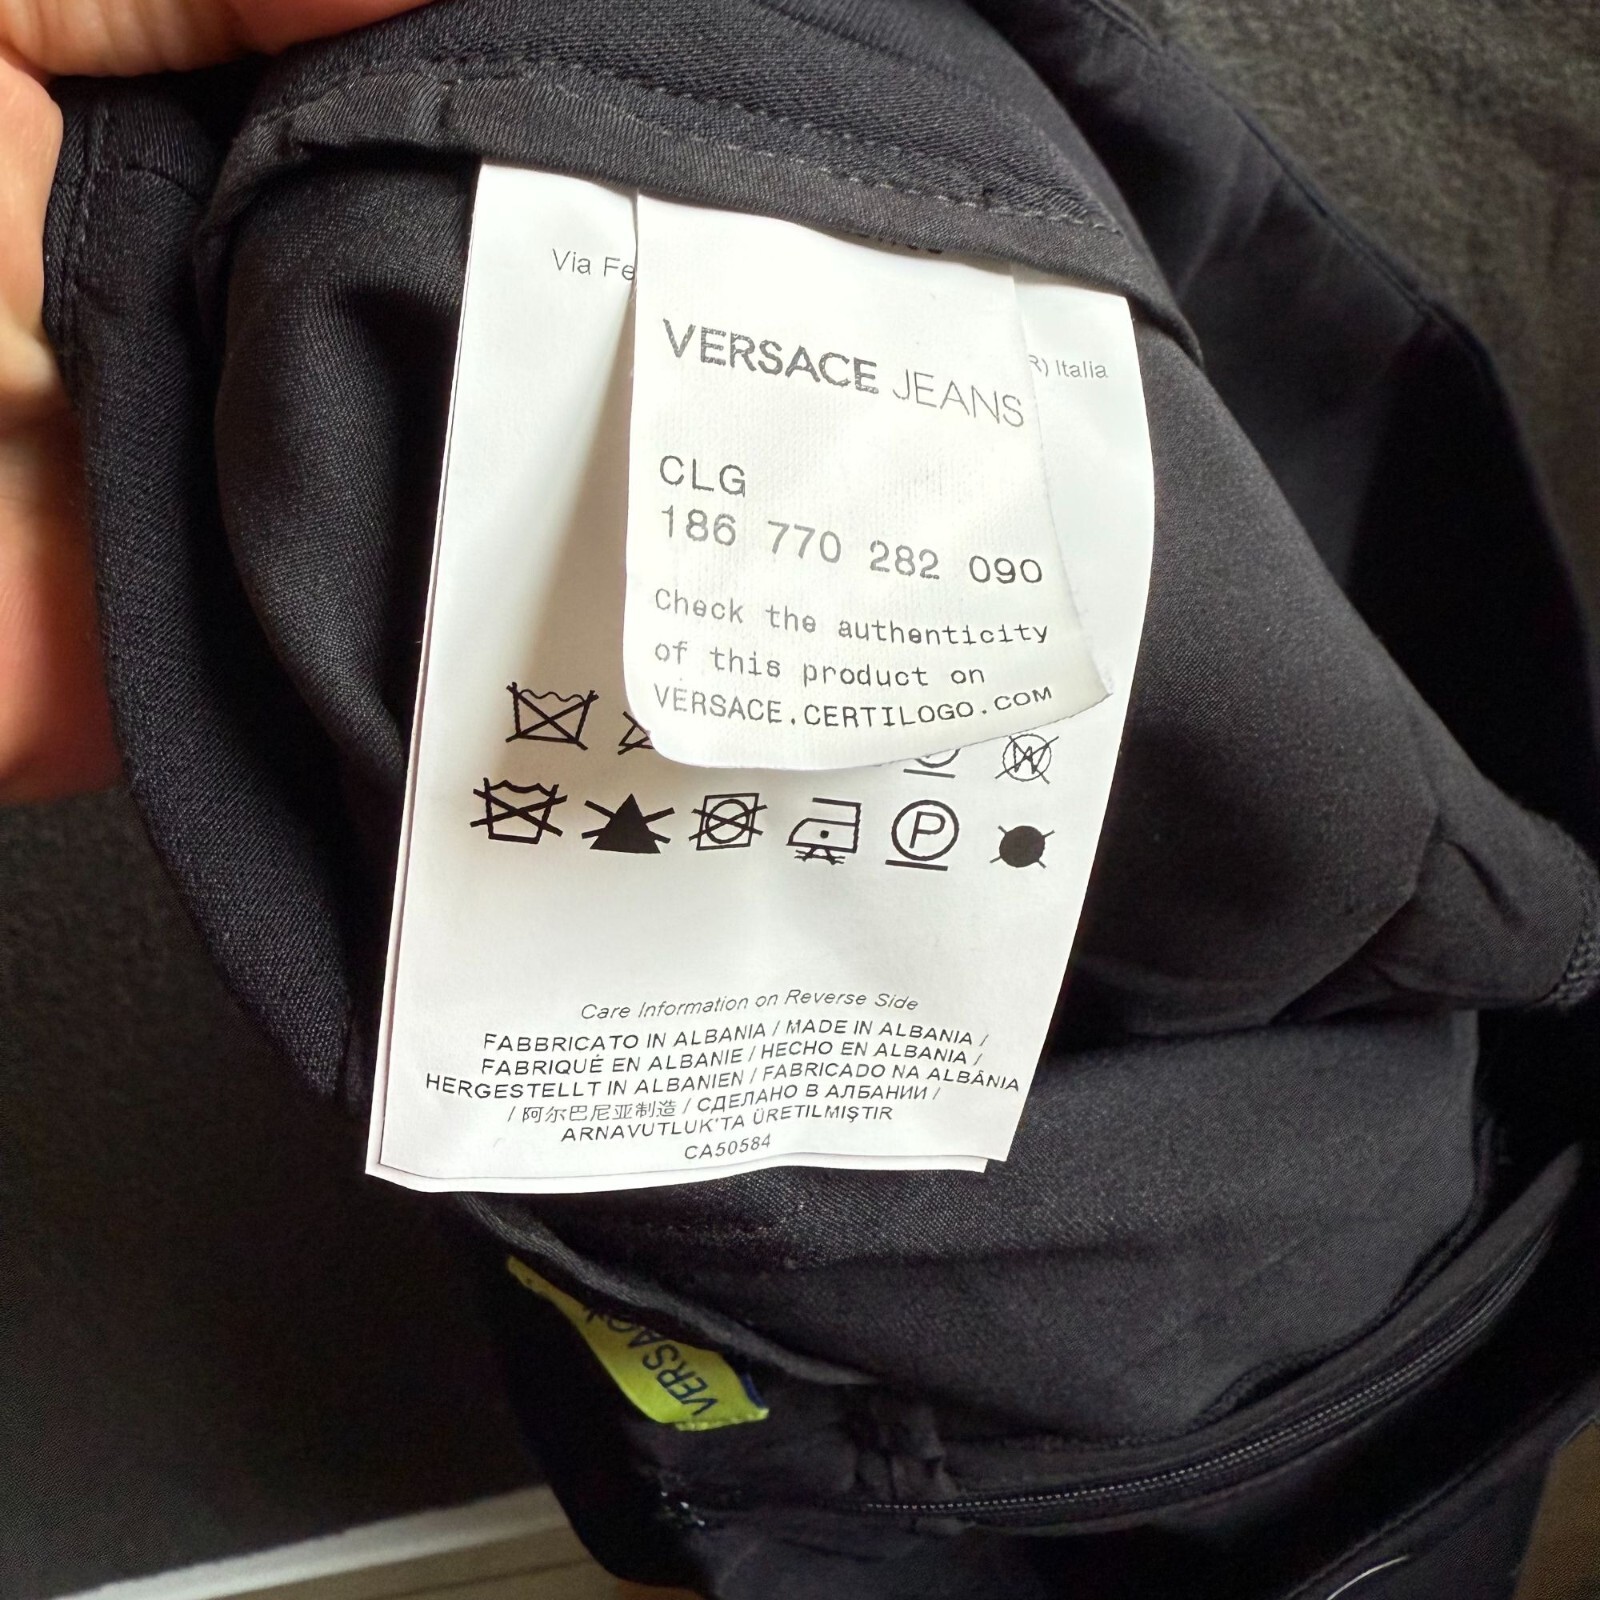 Via
VERSACE JEANS
Italia
CLG
186 770 282 090
Check the authenticity
of this product on
VERSACE.CERTILOGO.COM
W
P
Care Information on Reverse Side
FABBRICATO IN ALBANIA / MADE IN ALBANIA /
FABRIQUÉ EN ALBANIE / HECHO EN ALBANIA /
HERGESTELLT IN ALBANIEN / FABRICADO NA ALBÂNIA
/ 阿尔巴尼亚制造 / СДЕЛАНО В АЛБАНИИ /
ARNAVUTLUK'TA ÜRETILMIŞTIR
CA50584